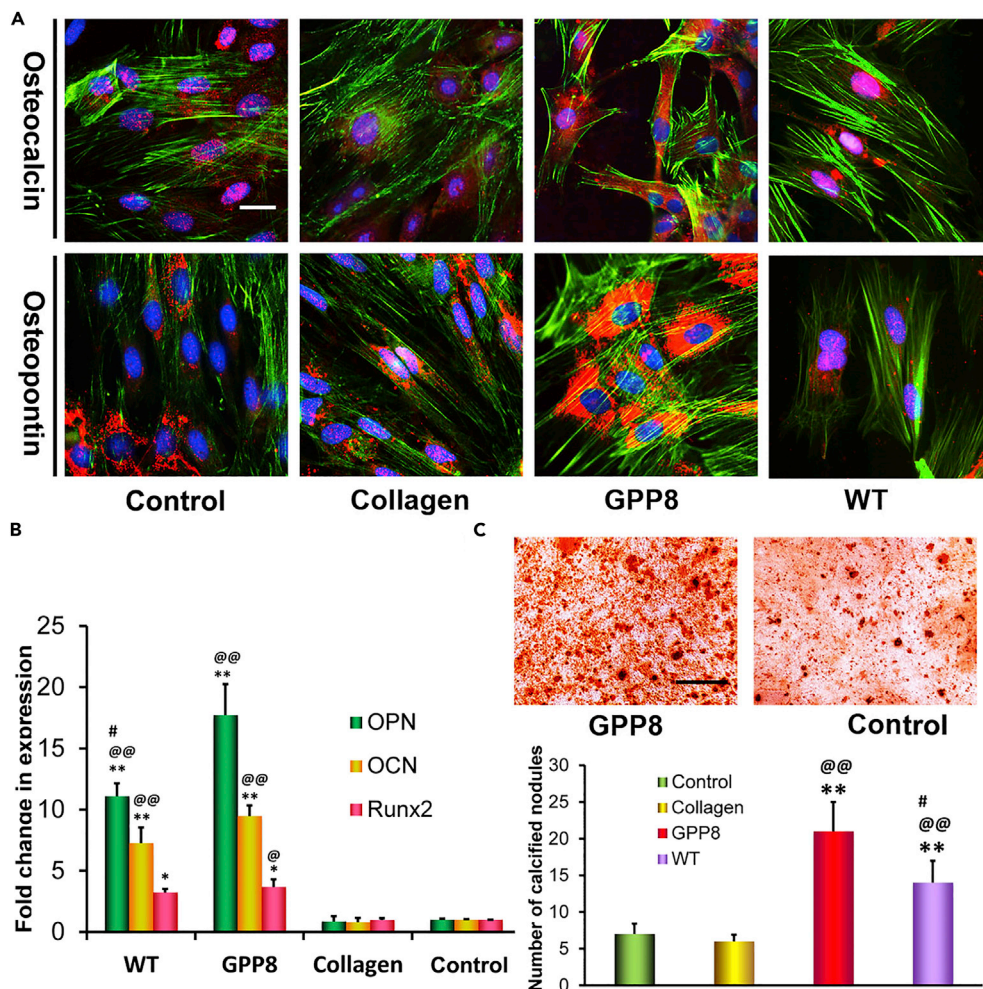 A
Osteocalcin
Osteopontin
Control Collagen GPP8 WT
B
Fold change in expression
25
20
15
10
5
0
#
@@
**
@@
**
*
@@
**
@@
**
@
*
OPN
OCN
Runx2
WT GPP8 Collagen Control
C
GPP8 Control
Number of calcified nodules
30
25
20
15
10
5
0
Control
Collagen
GPP8
WT
@@
**
#
@@
**